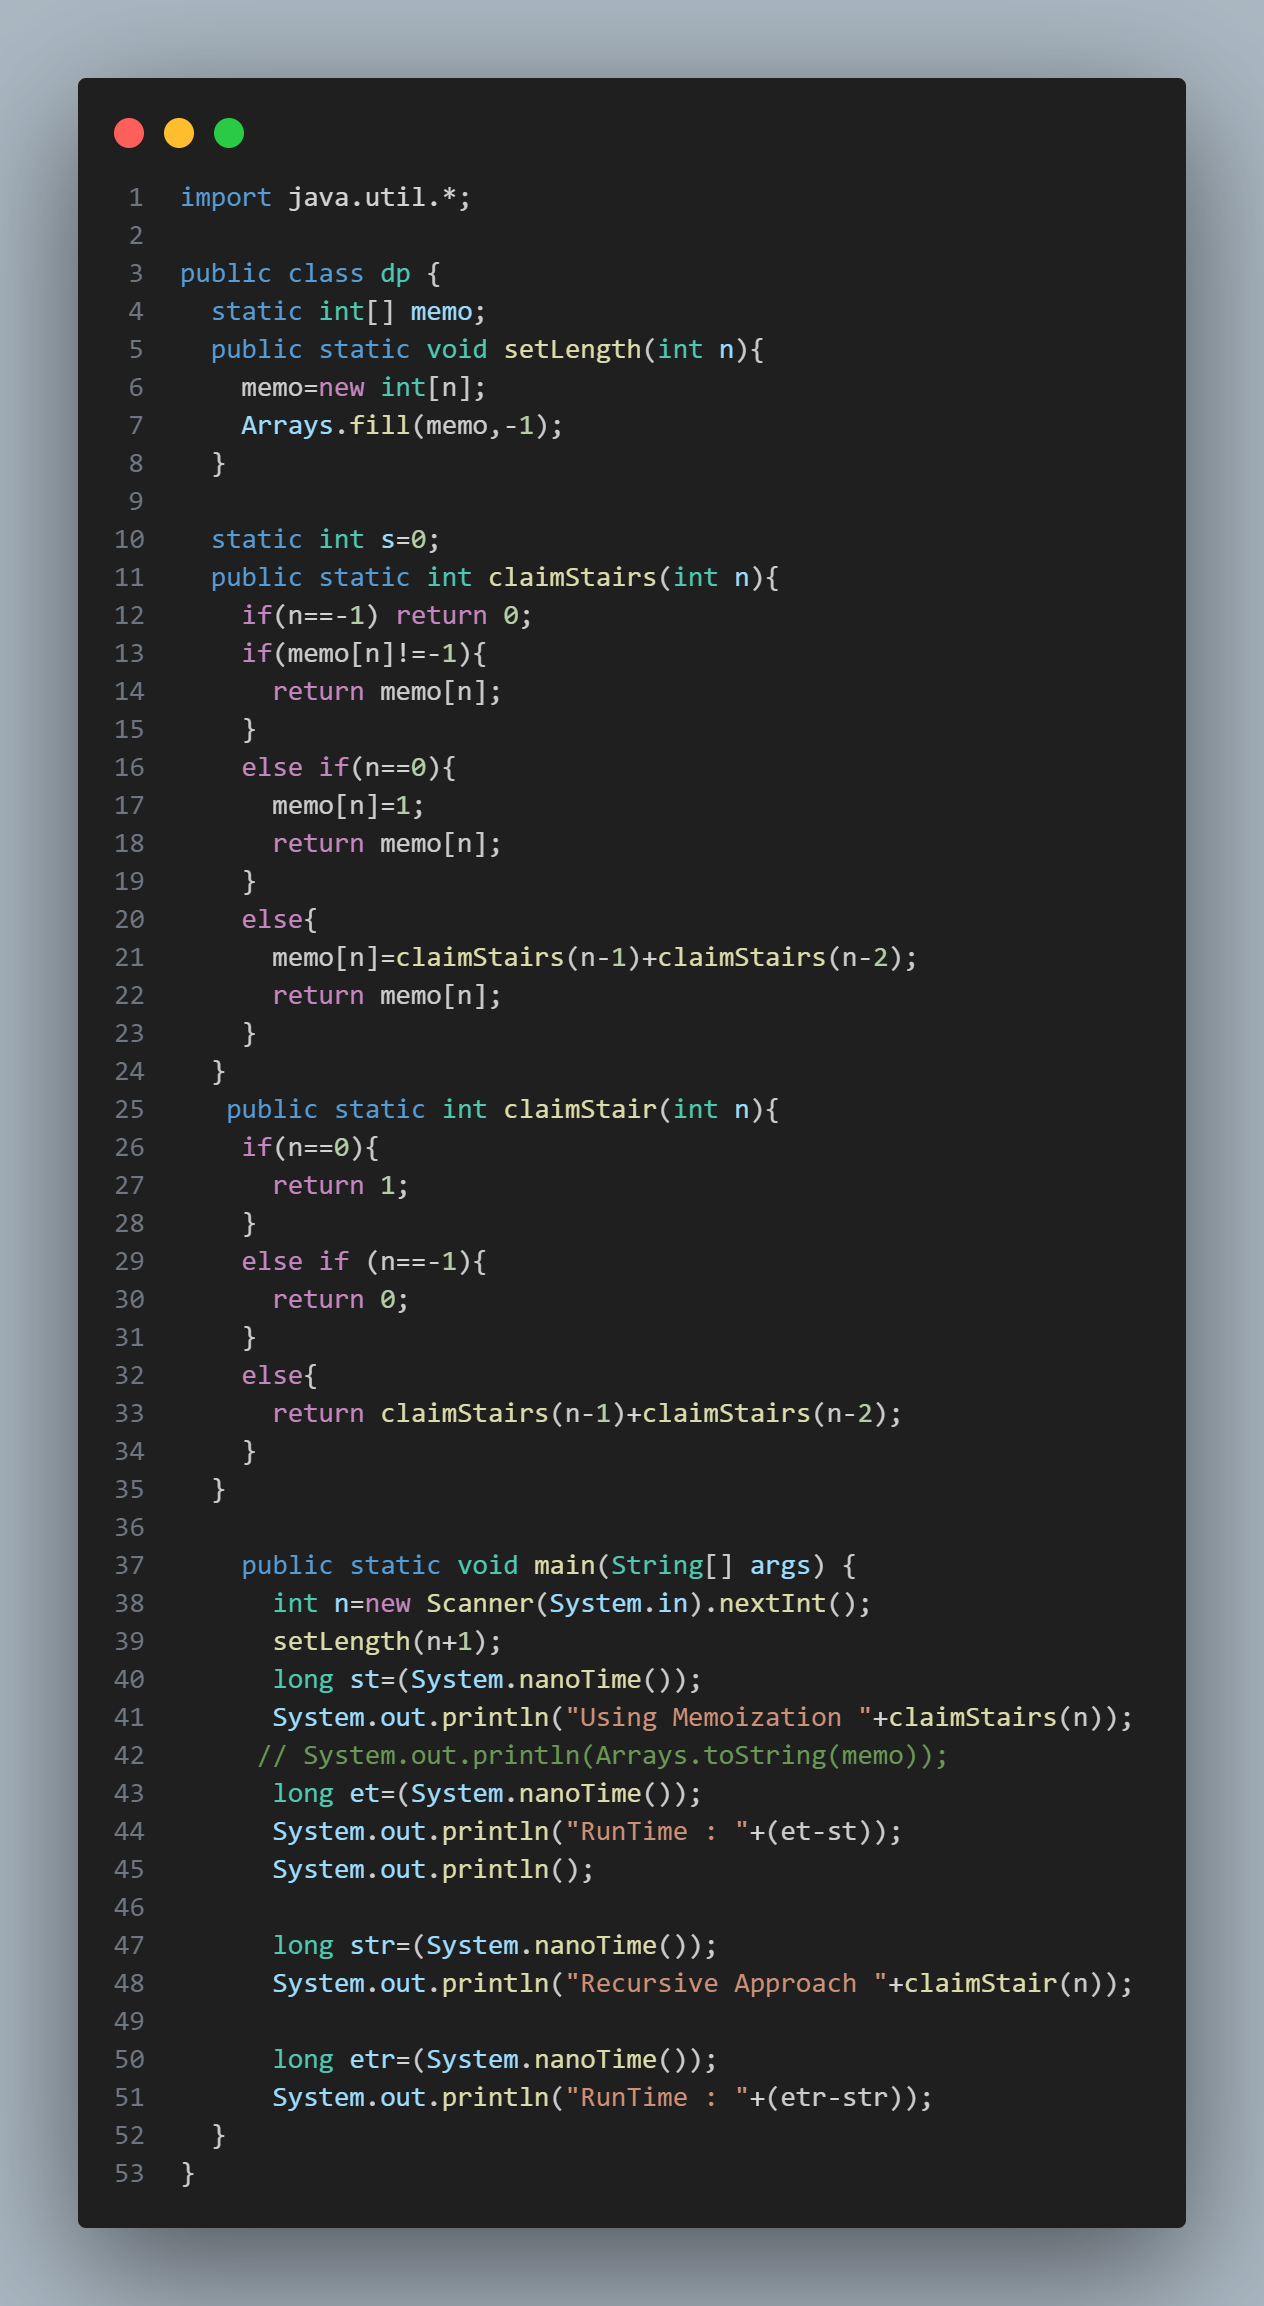 1 import java.util.*;
2
3 public class dp {
4   static int[] memo;
5   public static void setLength(int n){
6     memo=new int[n];
7     Arrays.fill(memo,-1);
8   }
9
10   static int s=0;
11   public static int claimStairs(int n){
12     if(n==-1) return 0;
13     if(memo[n]!=-1){
14       return memo[n];
15     }
16     else if(n==0){
17       memo[n]=1;
18       return memo[n];
19     }
20     else{
21       memo[n]=claimStairs(n-1)+claimStairs(n-2);
22       return memo[n];
23     }
24   }
25    public static int claimStair(int n){
26     if(n==0){
27       return 1;
28     }
29     else if (n==-1){
30       return 0;
31     }
32     else{
33       return claimStairs(n-1)+claimStairs(n-2);
34     }
35   }
36
37     public static void main(String[] args) {
38       int n=new Scanner(System.in).nextInt();
39       setLength(n+1);
40       long st=(System.nanoTime());
41       System.out.println("Using Memoization "+claimStairs(n));
42      // System.out.println(Arrays.toString(memo));
43       long et=(System.nanoTime());
44       System.out.println("RunTime : "+(et-st));
45       System.out.println();
46
47       long str=(System.nanoTime());
48       System.out.println("Recursive Approach "+claimStair(n));
49
50       long etr=(System.nanoTime());
51       System.out.println("RunTime : "+(etr-str));
52   }
53 }